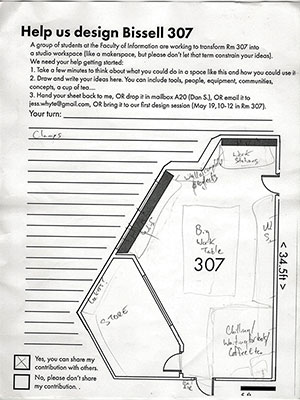 Help us design Bissell 307
A group of students at the Faculty of Information are working to transform Rm 307 into
a studio workspace (like a makerspace, but please don't let that term constrain your ideas).
We need your help getting started:
1. Take a few minutes to think about what you could do in a space like this and how you could use it
2. Draw and write your ideas here. You can include tools, people, equipment, communities,
concepts, a cup of tea....
3. Hand your sheet back to me, OR drop it in mailbox A20 (Dan S.), OR email it to
jess.whyte@gmail.com, OR bring it to our first design session (May 19, 10-12 in Rm 307).
Your turn:
Clamps
Work
Stations
Big
Work
Table
307
< 34.5ft >
STORE
Chilling/
Coffee
Yes, you can share my
contribution with others.
No, please don't share
my contribution. .